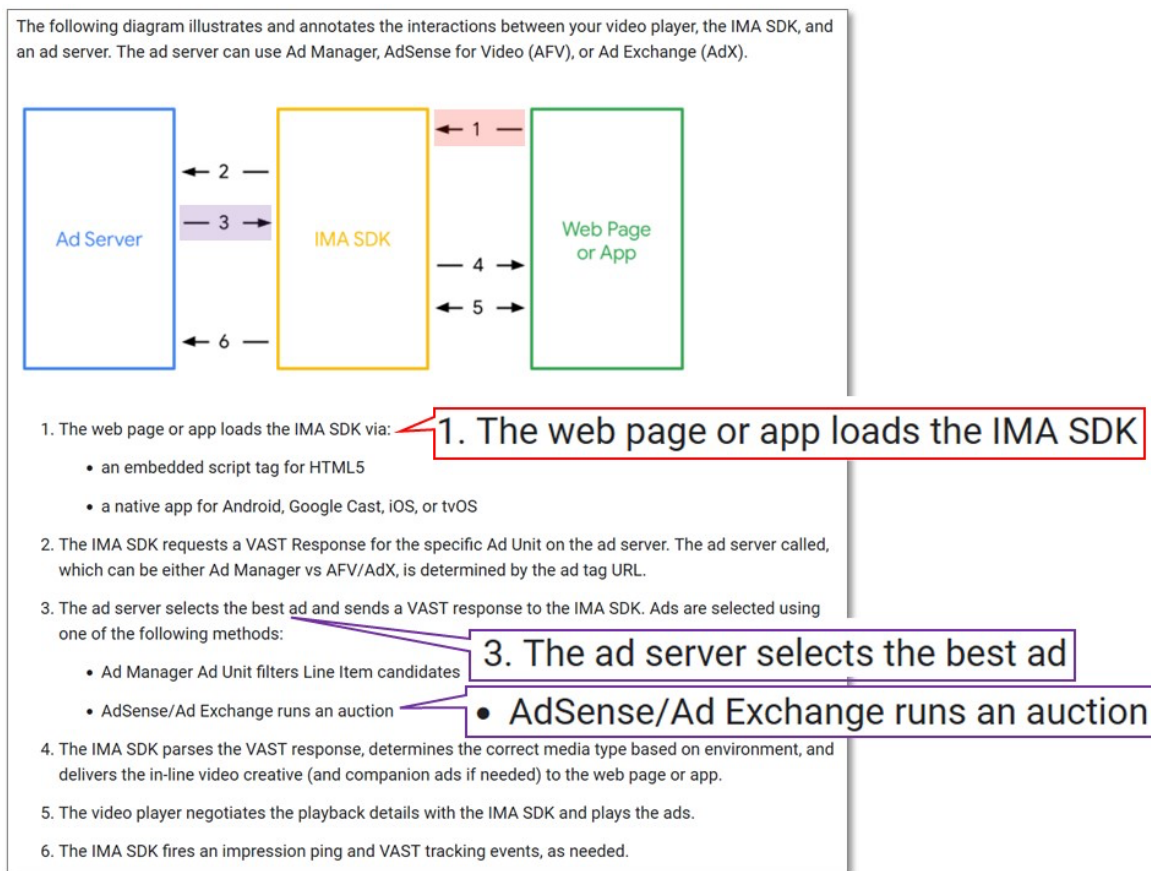 The following diagram illustrates and annotates the interactions between your video player, the IMA SDK, and
an ad server. The ad server can use Ad Manager, AdSense for Video (AFV), or Ad Exchange (AdX).
1
2
3
Ad Server
IMA SDK
Web Page
or App
4
5
6
1. The web page or app loads the IMA SDK via:
1. The web page or app loads the IMA SDK
• an embedded script tag for HTML5
• a native app for Android, Google Cast, iOS, or tvOS
2. The IMA SDK requests a VAST Response for the specific Ad Unit on the ad server. The ad server called,
which can be either Ad Manager vs AFV/AdX, is determined by the ad tag URL.
3. The ad server selects the best ad and sends a VAST response to the IMA SDK. Ads are selected using
one of the following methods:
3. The ad server selects the best ad
• Ad Manager Ad Unit filters Line Item candidates
• AdSense/Ad Exchange runs an auction
• AdSense/Ad Exchange runs an auction
4. The IMA SDK parses the VAST response, determines the correct media type based on environment, and
delivers the in-line video creative (and companion ads if needed) to the web page or app.
5. The video player negotiates the playback details with the IMA SDK and plays the ads.
6. The IMA SDK fires an impression ping and VAST tracking events, as needed.